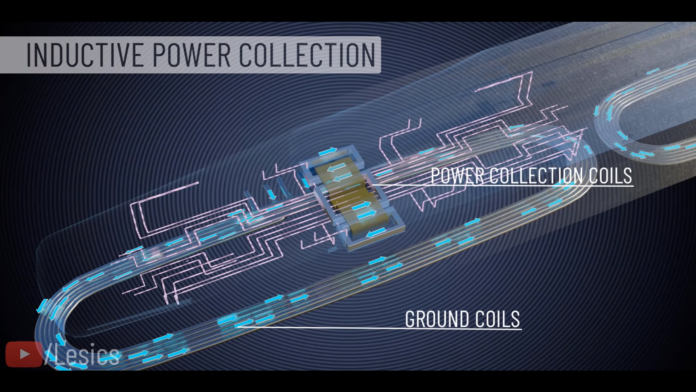 INDUCTIVE POWER COLLECTION
POWER COLLECTION COILS
GROUND COILS
/Lesics